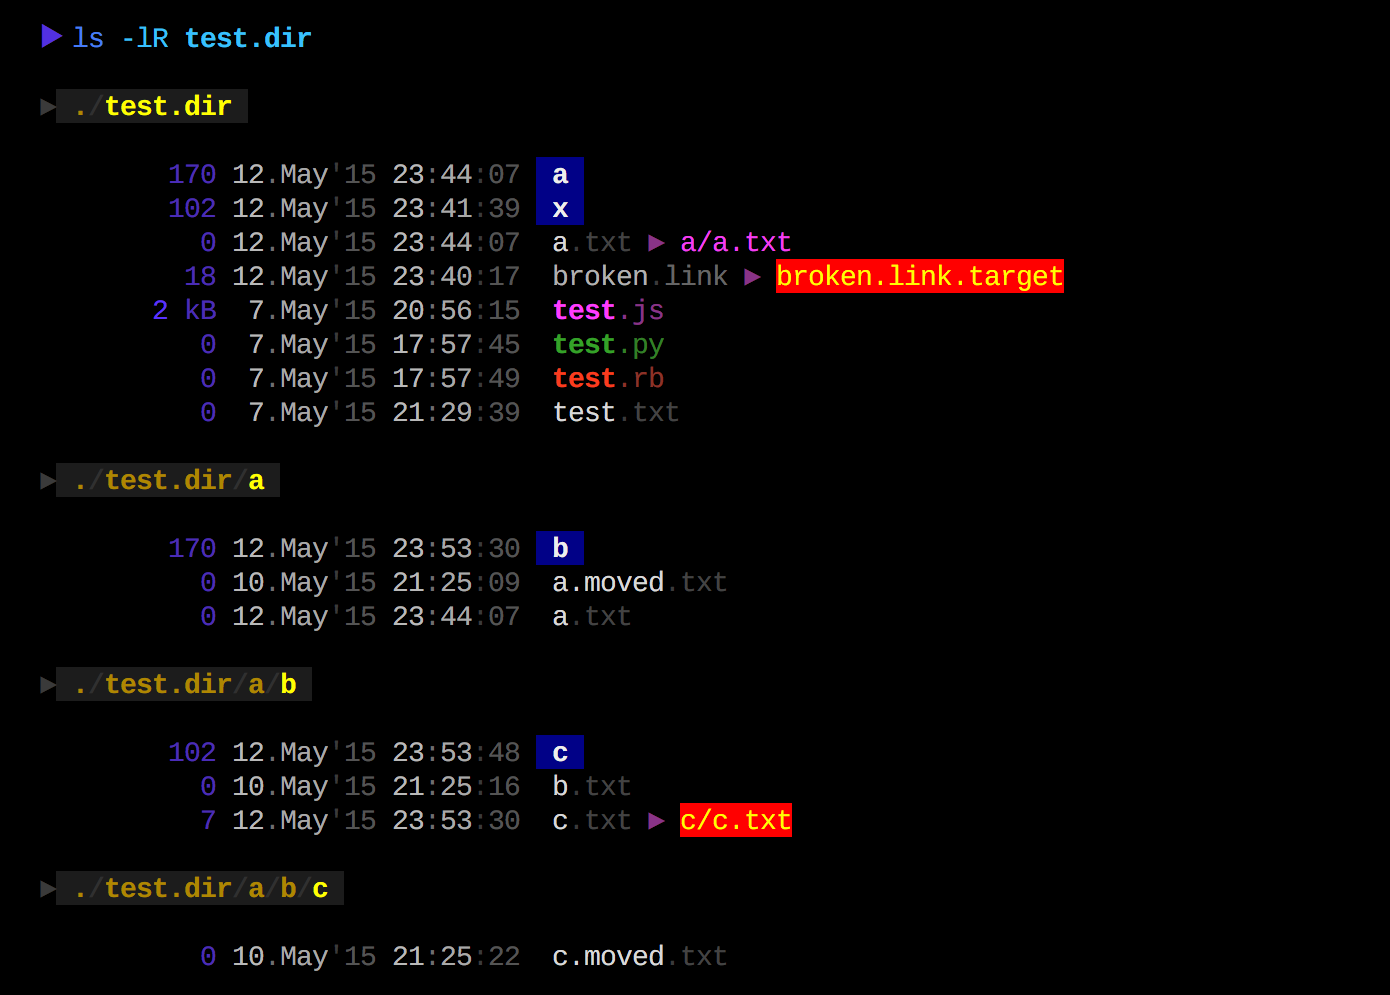 ▶ ls -lR test.dir
▶ ./test.dir
170 12.May'15 23:44:07 a
102 12.May'15 23:41:39 x
0 12.May'15 23:44:07 a.txt ▶ a/a.txt
18 12.May'15 23:40:17 broken.link ▶ broken.link.target
2 kB 7.May'15 20:56:15 test.js
0 7.May'15 17:57:45 test.py
0 7.May'15 17:57:49 test.rb
0 7.May'15 21:29:39 test.txt
▶ ./test.dir/a
170 12.May'15 23:53:30 b
0 10.May'15 21:25:09 a.moved.txt
0 12.May'15 23:44:07 a.txt
▶ ./test.dir/a/b
102 12.May'15 23:53:48 c
0 10.May'15 21:25:16 b.txt
7 12.May'15 23:53:30 c.txt ▶ c/c.txt
▶ ./test.dir/a/b/c
0 10.May'15 21:25:22 c.moved.txt